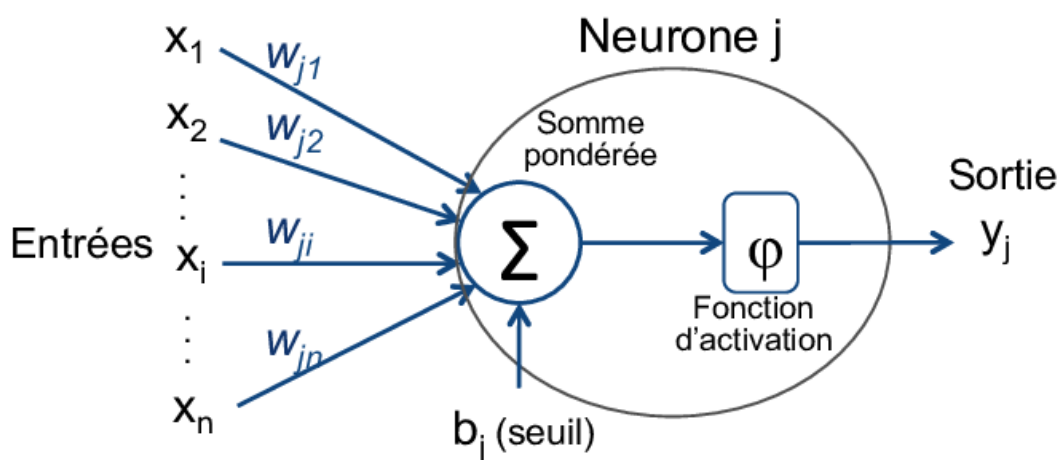 Neurone j
x1
wj1
x2
wj2
Somme
pondérée
Entrées
xi
wji
Σ
φ
Sortie
yj
Fonction
d'activation
wjn
xn
bj (seuil)